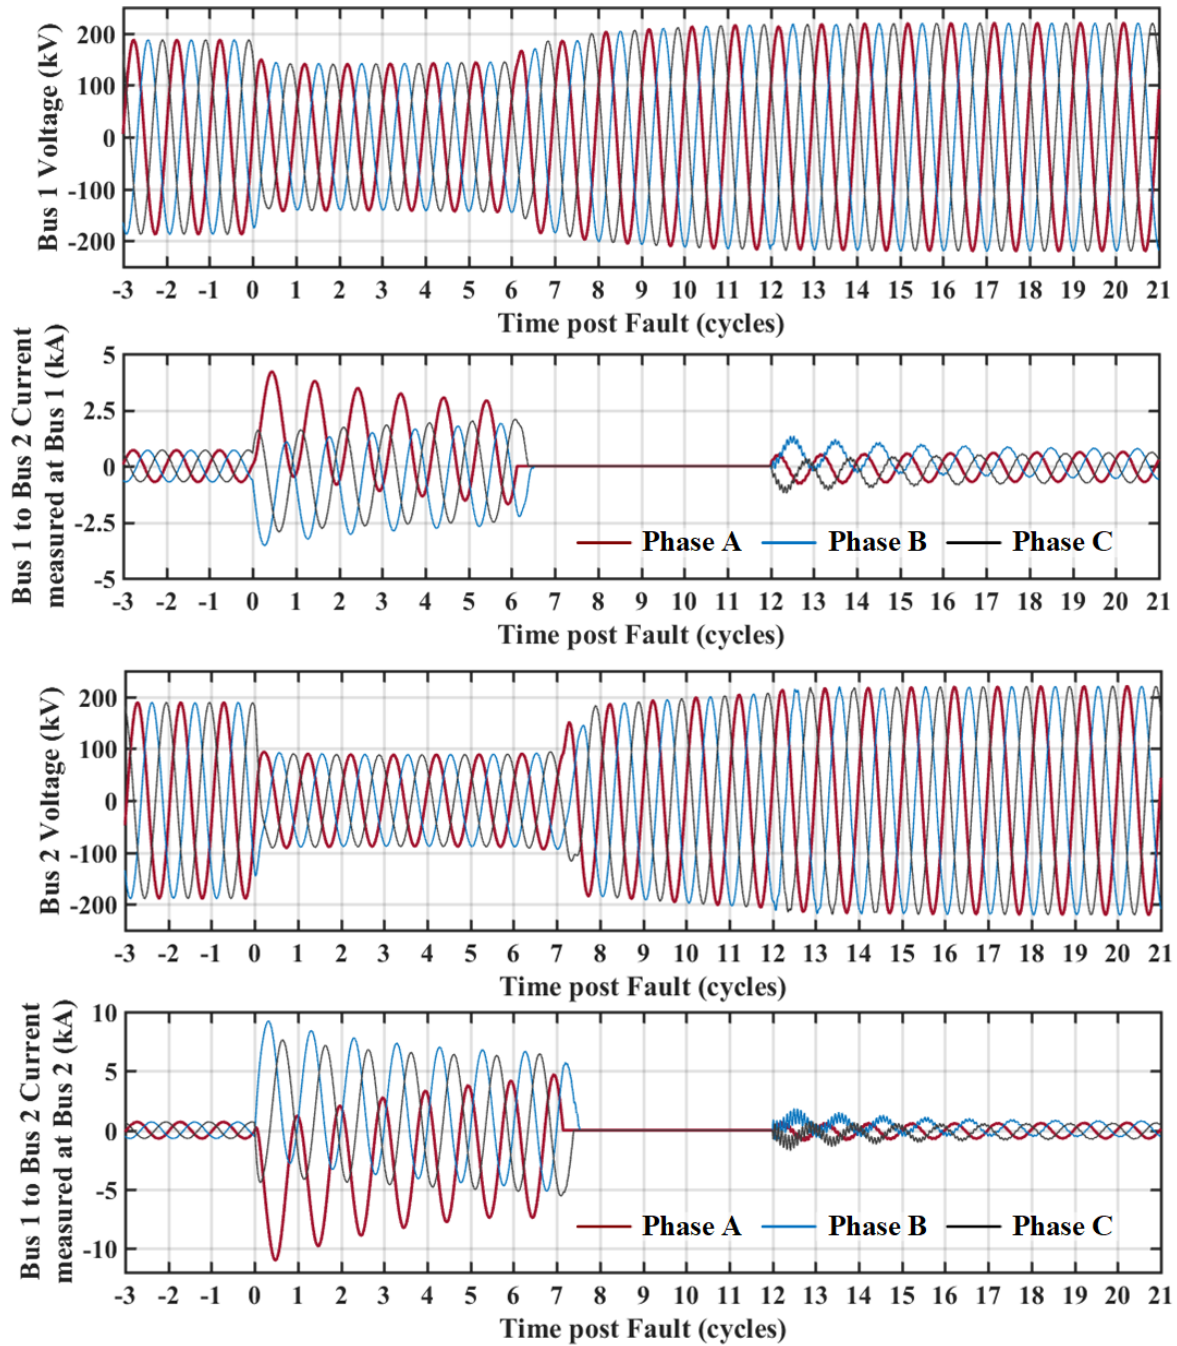 200
100
0
-100
-200
Bus 1 Voltage (kV)
-3 -2 -1 0 1 2 3 4 5 6 7 8 9 10 11 12 13 14 15 16 17 18 19 20 21
Time post Fault (cycles)
5
2.5
0
-2.5
-5
Bus 1 to Bus 2 Current
measured at Bus 1 (kA)
Phase A Phase B Phase C
-3 -2 -1 0 1 2 3 4 5 6 7 8 9 10 11 12 13 14 15 16 17 18 19 20 21
Time post Fault (cycles)
200
100
0
-100
-200
Bus 2 Voltage (kV)
-3 -2 -1 0 1 2 3 4 5 6 7 8 9 10 11 12 13 14 15 16 17 18 19 20 21
Time post Fault (cycles)
10
5
0
-5
-10
Bus 1 to Bus 2 Current
measured at Bus 2 (kA)
Phase A Phase B Phase C
-3 -2 -1 0 1 2 3 4 5 6 7 8 9 10 11 12 13 14 15 16 17 18 19 20 21
Time post Fault (cycles)